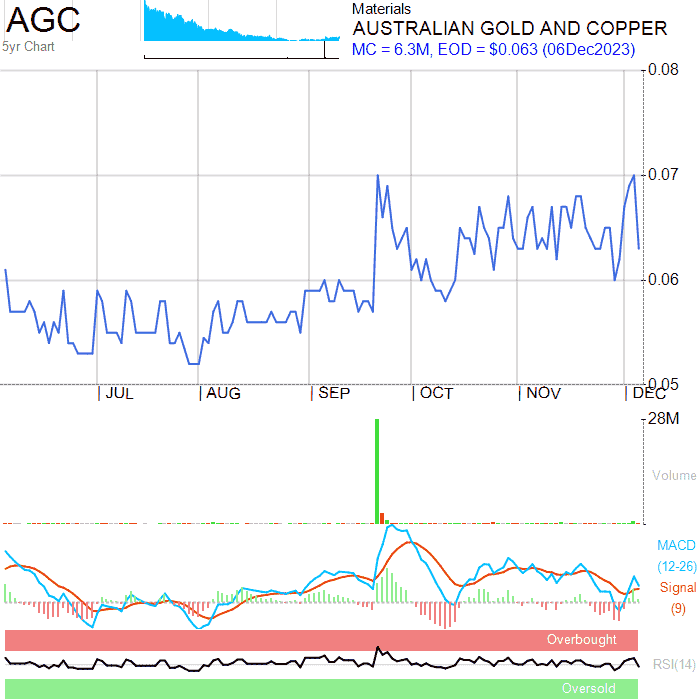 AGC
5yr Chart
Materials
AUSTRALIAN GOLD AND COPPER
MC = 6.3M, EOD = $0.063 (06Dec2023)
0.08
0.07
0.06
0.05
JUL
AUG
SEP
OCT
NOV
DEC
28M
Volume
MACD
(12-26)
Signal
(9)
Overbought
RSI(14)
Oversold